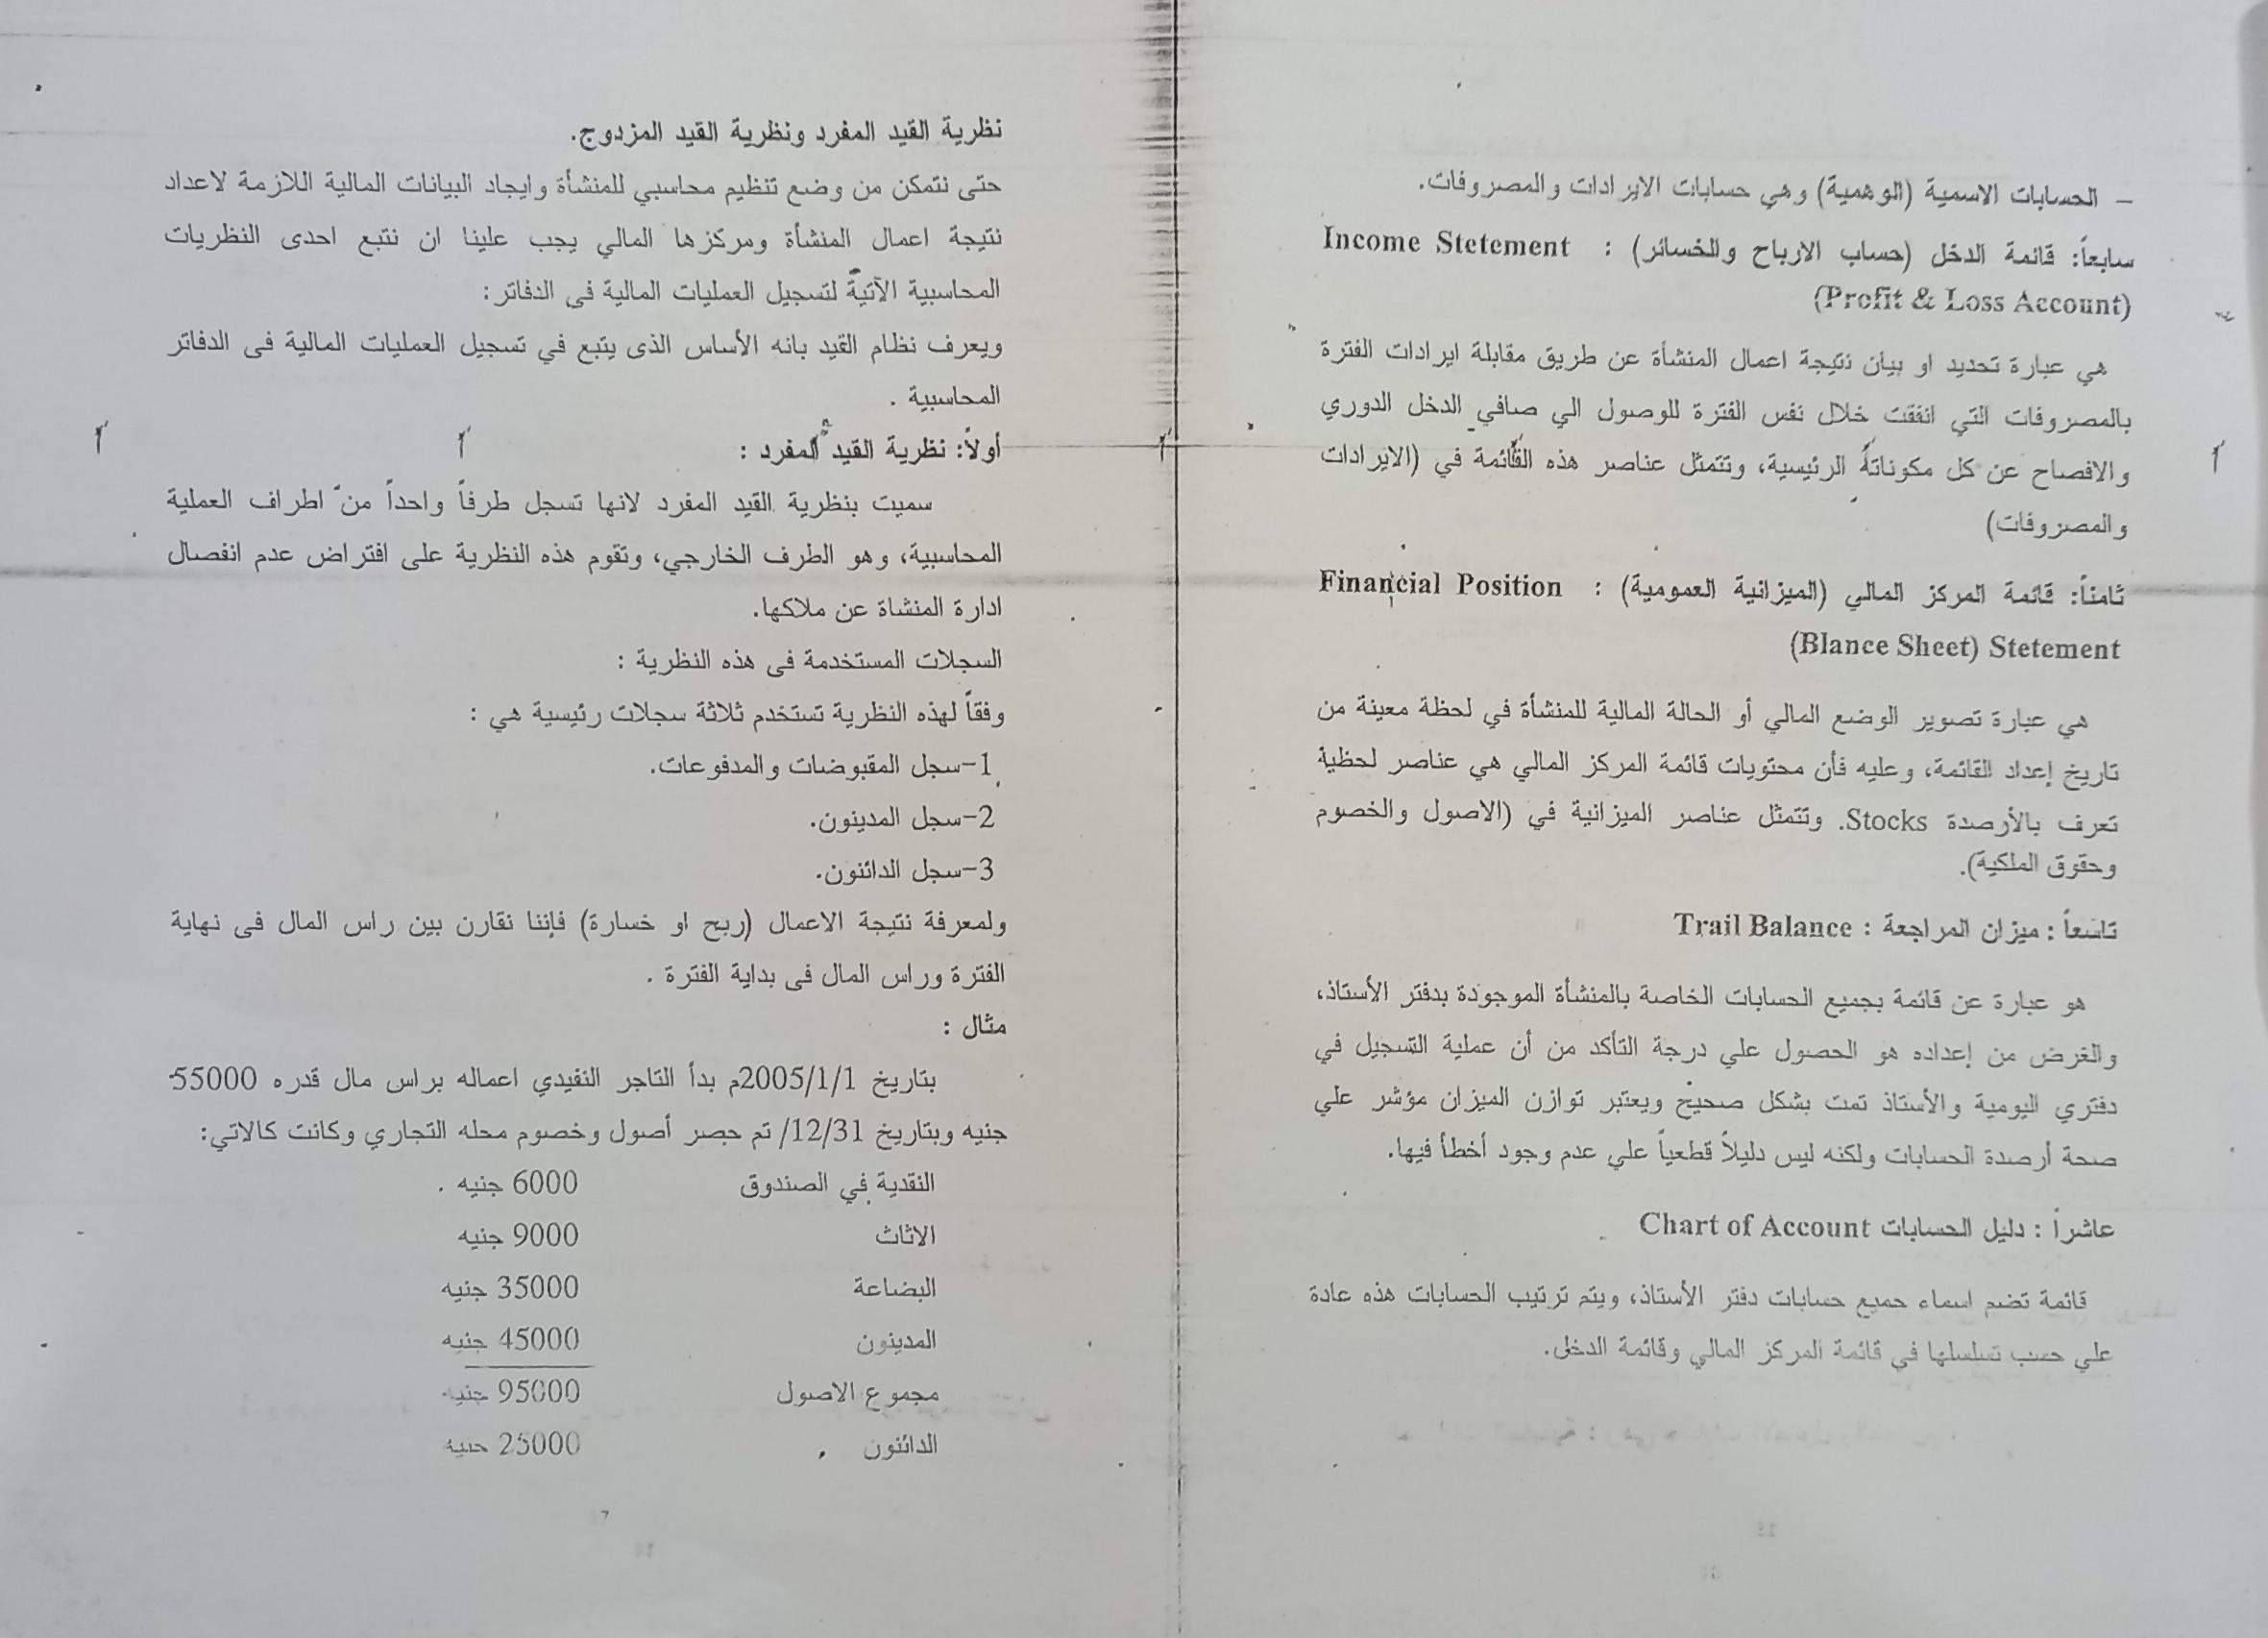 – الحسابات الاسمية (الوهمية) وهي حسابات الايرادات والمصروفات.
سابعاً: قائمة الدخل (حساب الارباح والخسائر) : Income Stetement
(Profit & Loss Account)
هي عبارة تحديد او بيان نتيجة اعمال المنشأة عن طريق مقابلة ايرادات الفترة
بالمصروفات التي انفقت خلال نفس الفترة للوصول الي صافي الدخل الدوري
والافصاح عن كل مكوناتة الرئيسية، وتتمثل عناصر هذه القائمة في (الايرادات
والمصروفات)
ثامناً: قائمة المركز المالي (الميزانية العمومية) : Financial Position
(Blance Sheet) Stetement
هي عبارة تصوير الوضع المالي أو الحالة المالية للمنشأة في لحظة معينة من
تاريخ إعداد القائمة، وعليه فأن محتويات قائمة المركز المالي هي عناصر لحظية
تعرف بالأرصدة Stocks. وتتمثل عناصر الميزانية في (الاصول والخصوم
وحقوق الملكية).
تاسعاً : ميزان المراجعة : Trail Balance
هو عبارة عن قائمة بجميع الحسابات الخاصة بالمنشأة الموجودة بدفتر الأستاذ،
والغرض من إعداده هو الحصول علي درجة التأكد من أن عملية التسجيل في
دفتري اليومية والأستاذ تمت بشكل صحيح ويعتبر توازن الميزان مؤشر علي
صحة أرصدة الحسابات ولكنه ليس دليلاً قطعياً علي عدم وجود أخطأ فيها.
عاشراً : دليل الحسابات Chart of Account
قائمة تضم اسماء جميع حسابات دفتر الأستاذ، ويتم ترتيب الحسابات هذه عادة
علي حسب تسلسلها في قائمة المركز المالي وقائمة الدخل.
نظرية القيد المفرد ونظرية القيد المزدوج.
حتى نتمكن من وضع تنظيم محاسبي للمنشأة وايجاد البيانات المالية اللازمة لاعداد
نتيجة اعمال المنشأة ومركزها المالي يجب علينا ان نتبع احدى النظريات
المحاسبية الآتية لتسجيل العمليات المالية فى الدفاتر:
ويعرف نظام القيد بانه الأساس الذى يتبع في تسجيل العمليات المالية فى الدفاتر
المحاسبية .
أولاً: نظرية القيد المفرد :
سميت بنظرية القيد المفرد لانها تسجل طرفاً واحداً من اطراف العملية
المحاسبية، وهو الطرف الخارجي، وتقوم هذه النظرية على افتراض عدم انفصال
ادارة المنشاة عن ملاكها.
السجلات المستخدمة فى هذه النظرية :
وفقاً لهذه النظرية تستخدم ثلاثة سجلات رئيسية هي :
1–سجل المقبوضات والمدفوعات.
2–سجل المدينون.
3–سجل الدائنون.
ولمعرفة نتيجة الاعمال (ربح او خسارة) فإننا نقارن بين راس المال فى نهاية
الفترة وراس المال فى بداية الفترة .
مثال :
بتاريخ 2005/1/1م بدأ التاجر النقيدي اعماله براس مال قدره 55000
جنيه وبتاريخ 12/31/ تم حصر أصول وخصوم محله التجاري وكانت كالاتي:
النقدية في الصندوق 6000 جنيه .
الاثاث 9000 جنيه
البضاعة 35000 جنيه
المدينون 45000 جنيه
مجموع الاصول 95000 جنيه
الدائنون 25000 جنيه
7